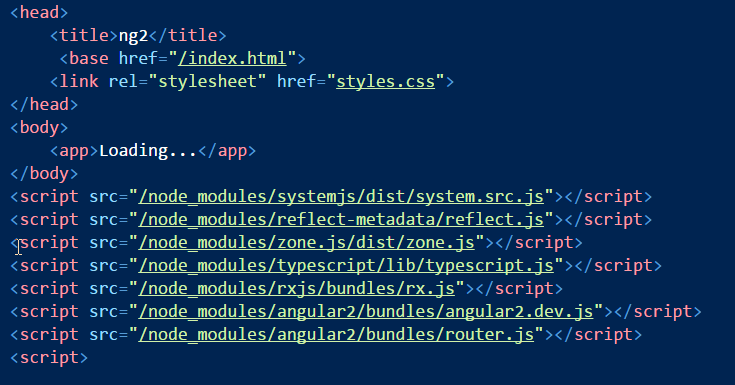 <head>
<title>ng2</title>
<base href="/index.html">
<link rel="stylesheet" href="styles.css">
</head>
<body>
<app>Loading...</app>
</body>
<script src="/node_modules/systemjs/dist/system.src.js"></script>
<script src="/node_modules/reflect-metadata/reflect.js"></script>
<script src="/node_modules/zone.js/dist/zone.js"></script>
<script src="/node_modules/typescript/lib/typescript.js"></script>
<script src="/node_modules/rxjs/bundles/rx.js"></script>
<script src="/node_modules/angular2/bundles/angular2.dev.js"></script>
<script src="/node_modules/angular2/bundles/router.js"></script>
<script>